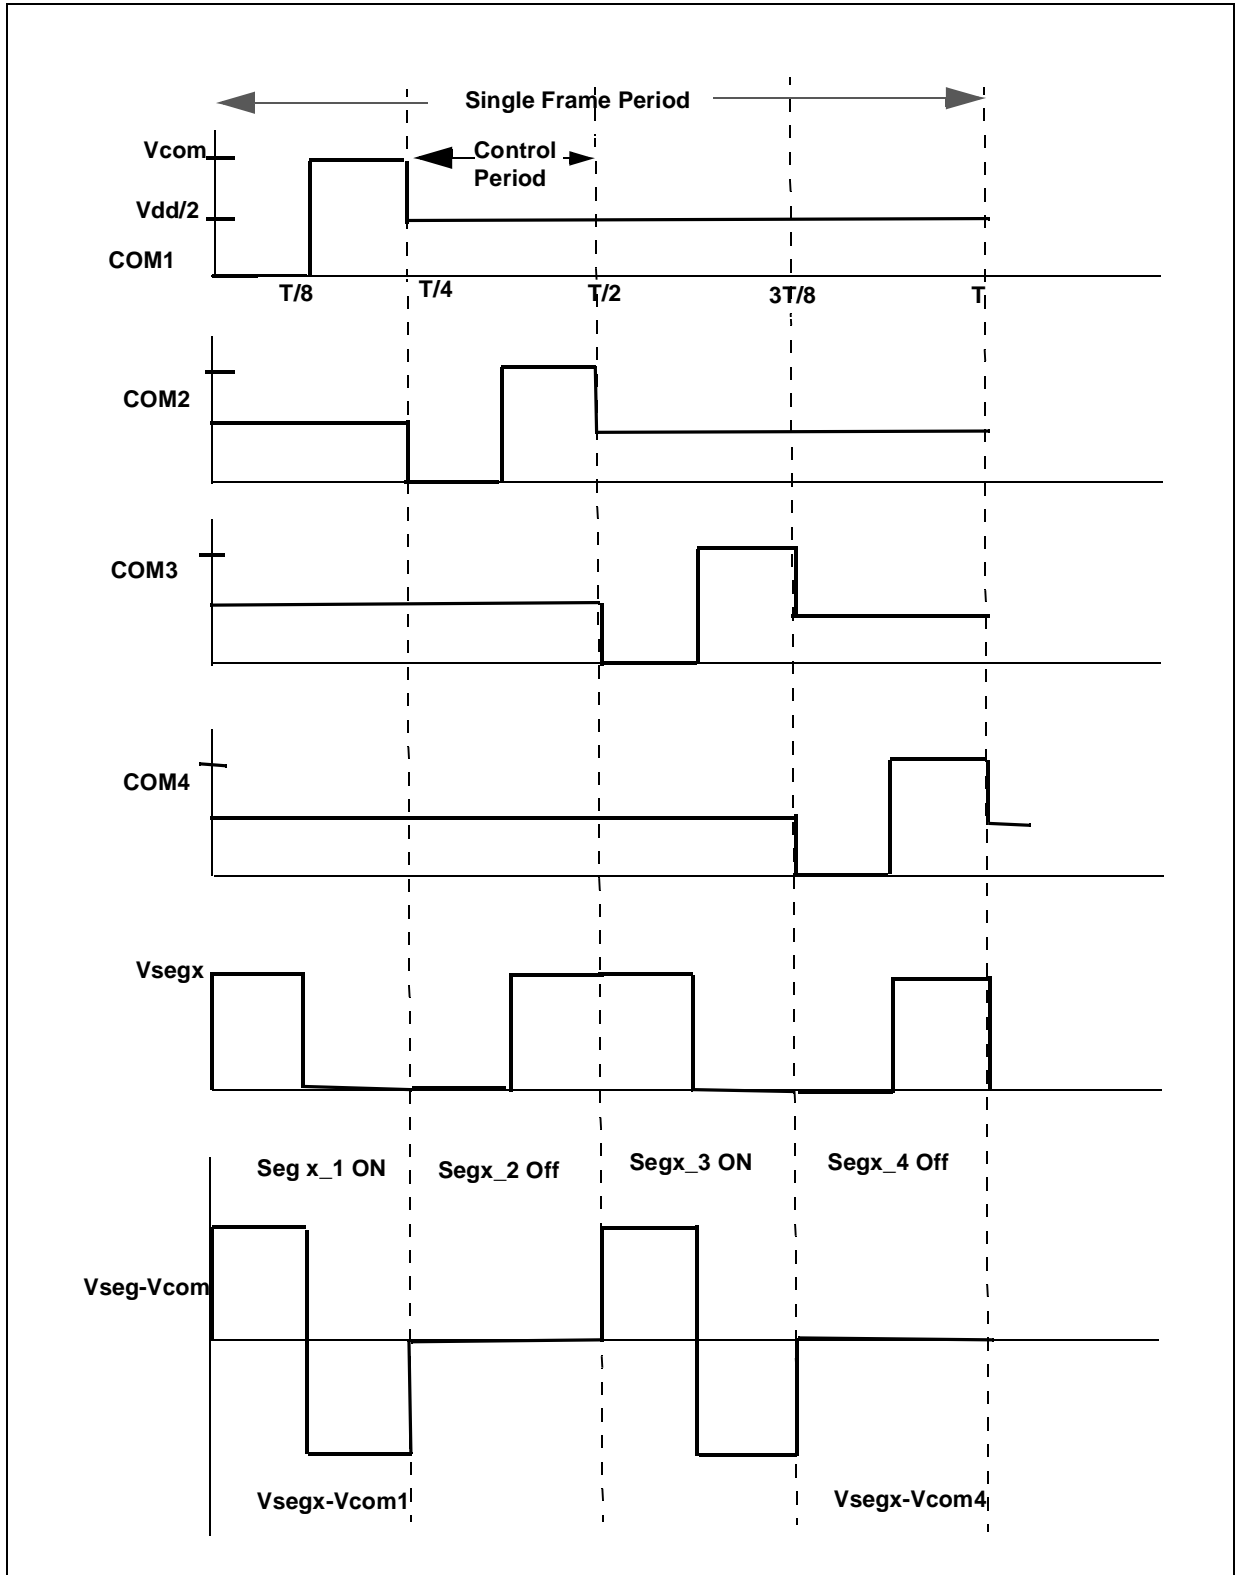 Single Frame Period
Vcom
Control
Period
Vdd/2
COM1
T/8
T/4
T/2
3T/8
T
COM2
COM3
COM4
Vsegx
Seg x_1 ON
Segx_2 Off
Segx_3 ON
Segx_4 Off
Vseg-Vcom
Vsegx-Vcom1
Vsegx-Vcom4